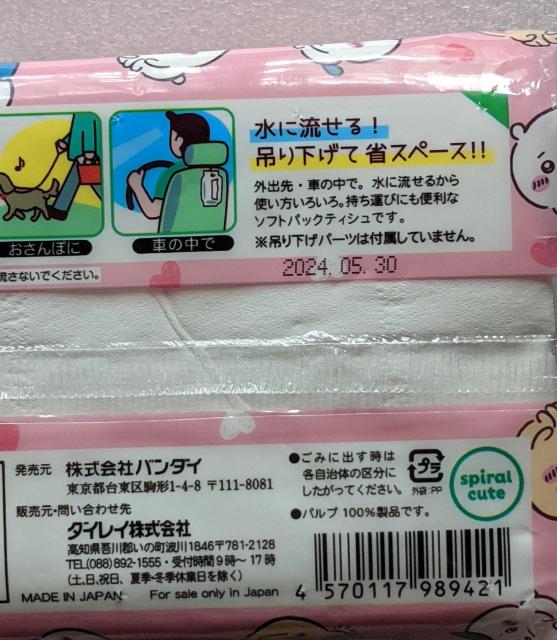 水に流せる！
吊り下げて省スペース!!
外出先・車の中で。水に流せるから
使い方いろいろ。持ち運びにも便利な
ソフトパックティシュです。
※吊り下げパーツは付属していません。
おさんぽに
車の中で
流さないでください。
2024.05.30
発売元 株式会社バンダイ
東京都台東区駒形1-4-8 〒111-8081
販売元・問い合わせ先
ダイレイ株式会社
高知県吾川郡いの町波川1846〒781-2128
TEL(088)892-1555・受付時間9時〜17時
(土、日、祝日、夏季・冬季休業日を除く)
MADE IN JAPAN For sale only in Japan
●ごみに出す時は
各自治体の区分に
したがってください。
プラ
外袋:PP
●パルプ100%製品です。
spiral
cute
4 570117 989421